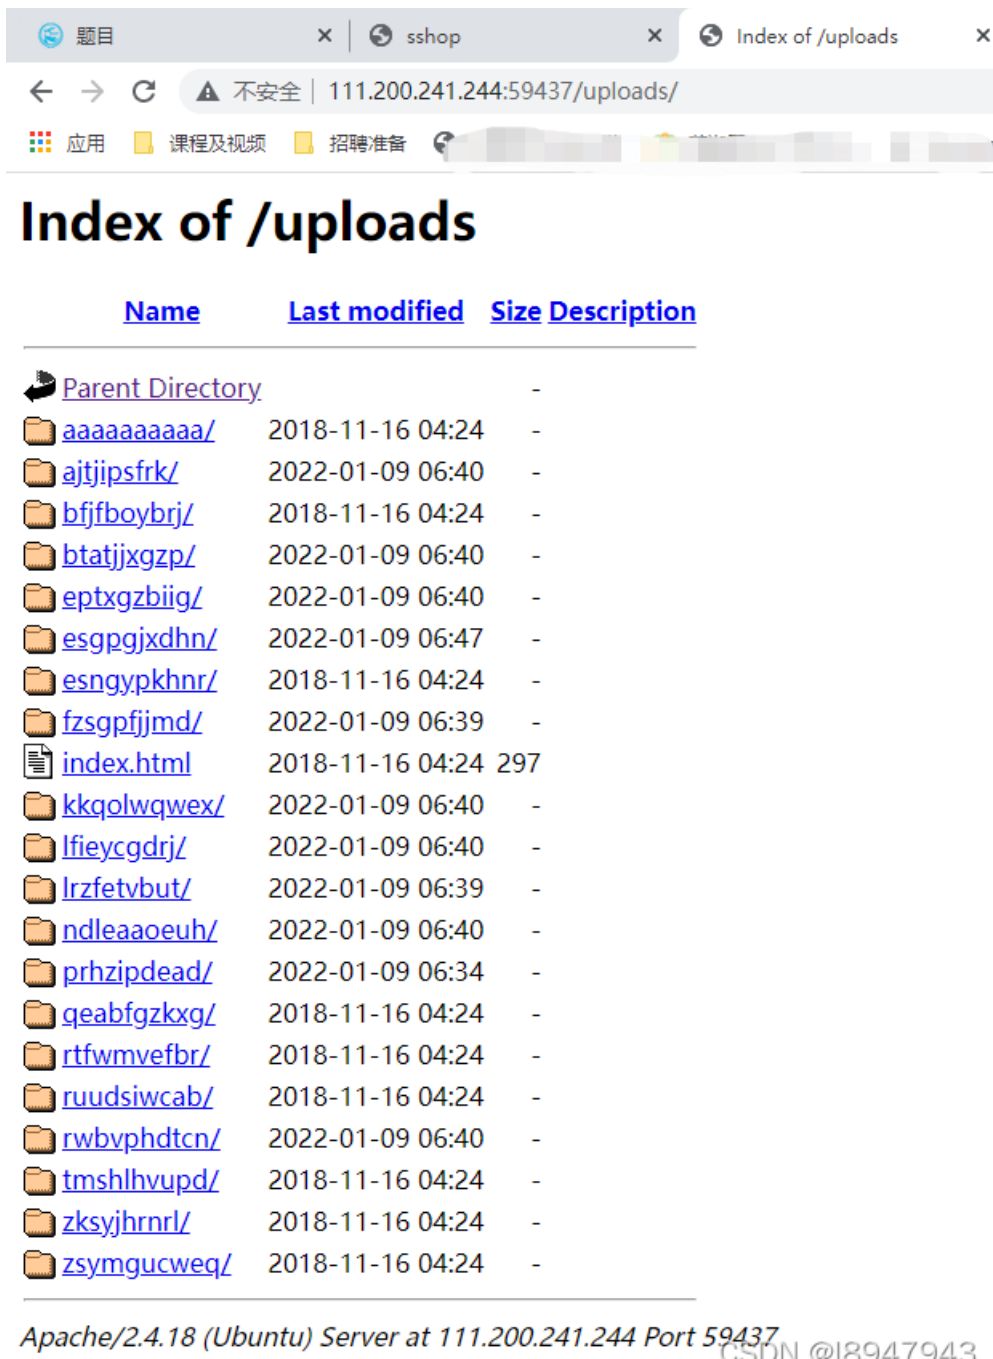 题目 sshop Index of /uploads
不安全 111.200.241.244:59437/uploads/
应用 课程及视频 招聘准备
Index of /uploads
Name Last modified Size Description
Parent Directory -
aaaaaaaaaa/ 2018-11-16 04:24 -
ajtjipsfrk/ 2022-01-09 06:40 -
bfjfboybrj/ 2018-11-16 04:24 -
btatjjxgzp/ 2022-01-09 06:40 -
eptxgzbiig/ 2022-01-09 06:40 -
esgpgjxdhn/ 2022-01-09 06:47 -
esngypkhnr/ 2018-11-16 04:24 -
fzsgpfjjmd/ 2022-01-09 06:39 -
index.html 2018-11-16 04:24 297
kkqolwqwex/ 2022-01-09 06:40 -
lfieycgdrj/ 2022-01-09 06:40 -
lrzfetvbut/ 2022-01-09 06:39 -
ndleaaoeuh/ 2022-01-09 06:40 -
prhzipdead/ 2022-01-09 06:34 -
qeabfgzkxg/ 2018-11-16 04:24 -
rtfwmvefbr/ 2018-11-16 04:24 -
ruudsiwcab/ 2018-11-16 04:24 -
rwbvphdtcn/ 2022-01-09 06:40 -
tmshlhvupd/ 2018-11-16 04:24 -
zksyjhrnrl/ 2018-11-16 04:24 -
zsymgucweq/ 2018-11-16 04:24 -
Apache/2.4.18 (Ubuntu) Server at 111.200.241.244 Port 59437
CSDN @l8947943